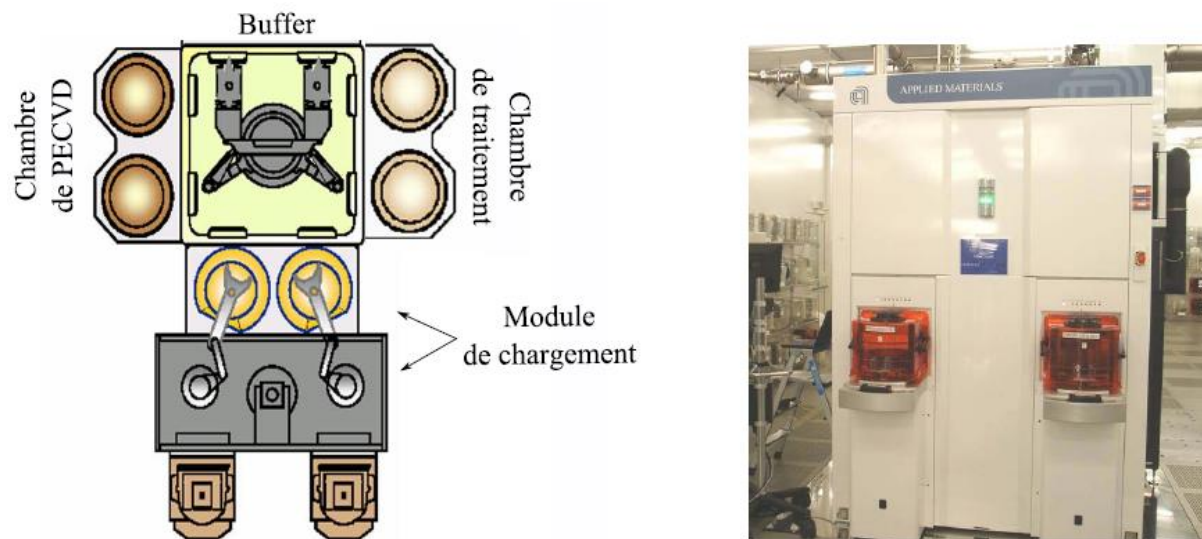 Buffer
Chambre
de PECVD
Chambre
de traitement
Module
de chargement
APPLIED MATERIALS